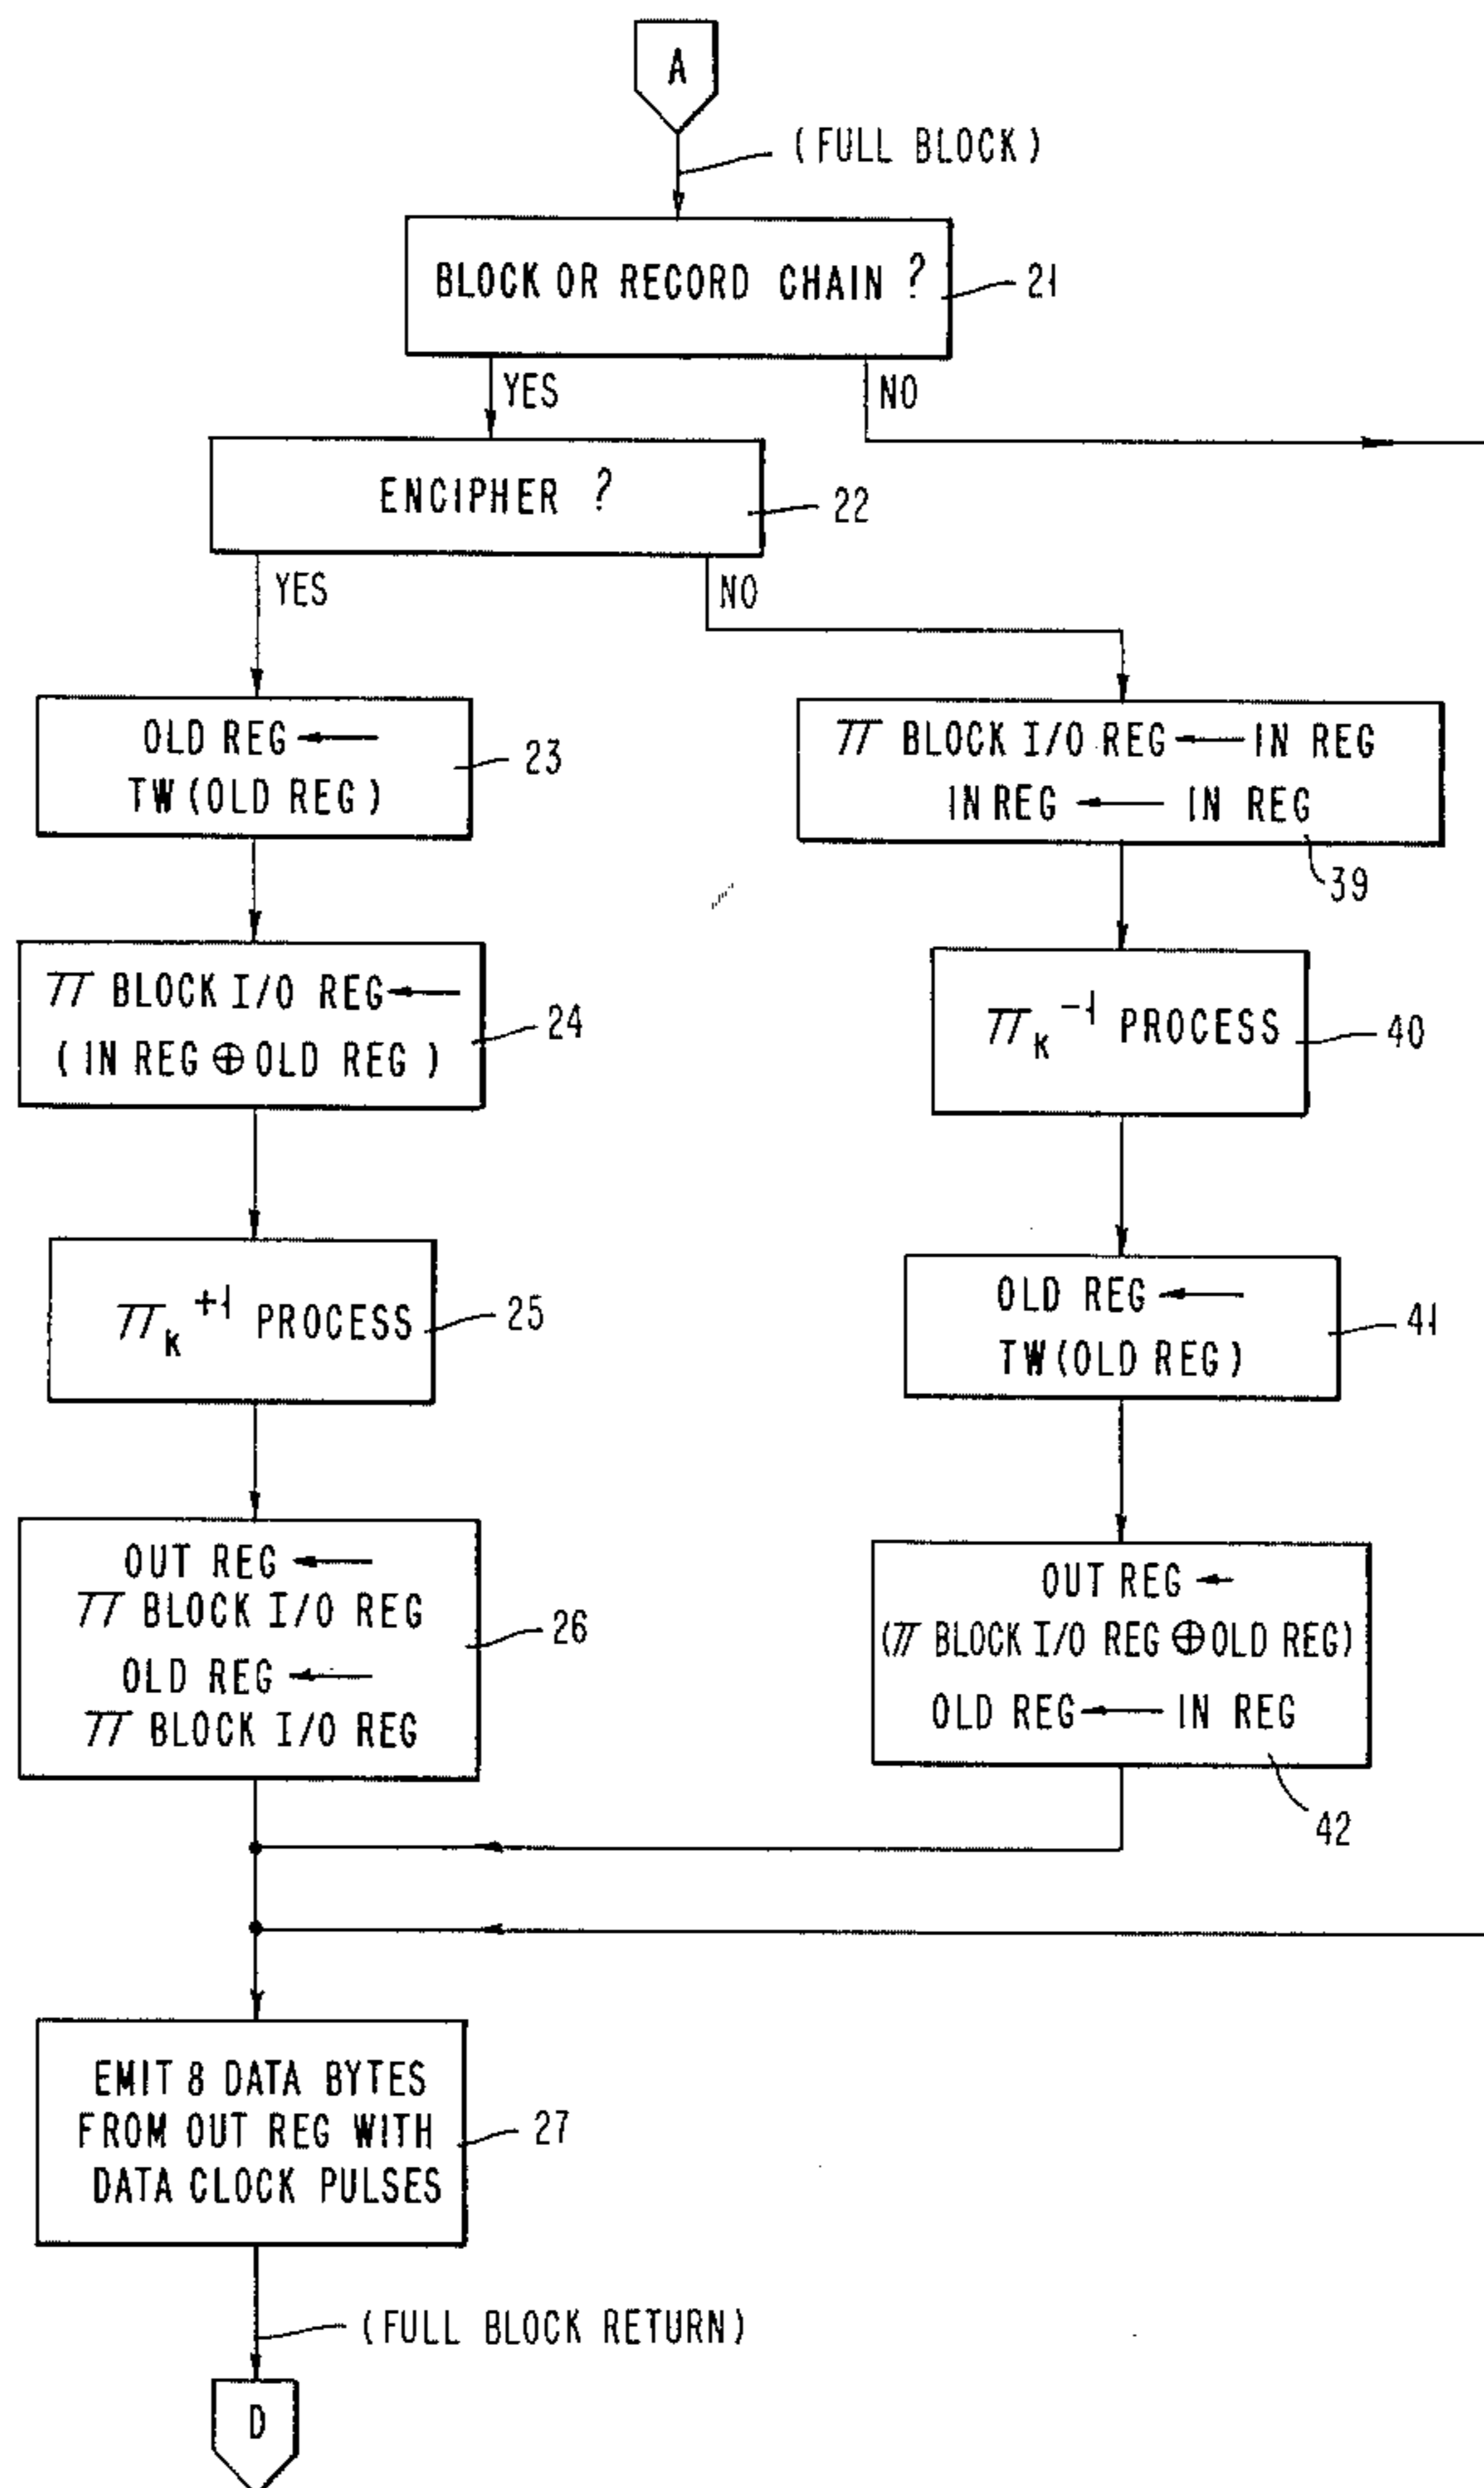 A
(FULL BLOCK)
BLOCK OR RECORD CHAIN ?
21
YES
NO
ENCIPHER ?
22
YES
NO
OLD REG ←
TW (OLD REG)
23
π BLOCK I/O REG ← IN REG
IN REG ← IN REG
39
π BLOCK I/O REG ←
(IN REG ⊕ OLD REG)
24
πk -1 PROCESS
40
πk +1 PROCESS
25
OLD REG ←
TW (OLD REG)
41
OUT REG ←
π BLOCK I/O REG
OLD REG ←
π BLOCK I/O REG
26
OUT REG ←
(π BLOCK I/O REG ⊕ OLD REG)
OLD REG ← IN REG
42
EMIT 8 DATA BYTES
FROM OUT REG WITH
DATA CLOCK PULSES
27
(FULL BLOCK RETURN)
D